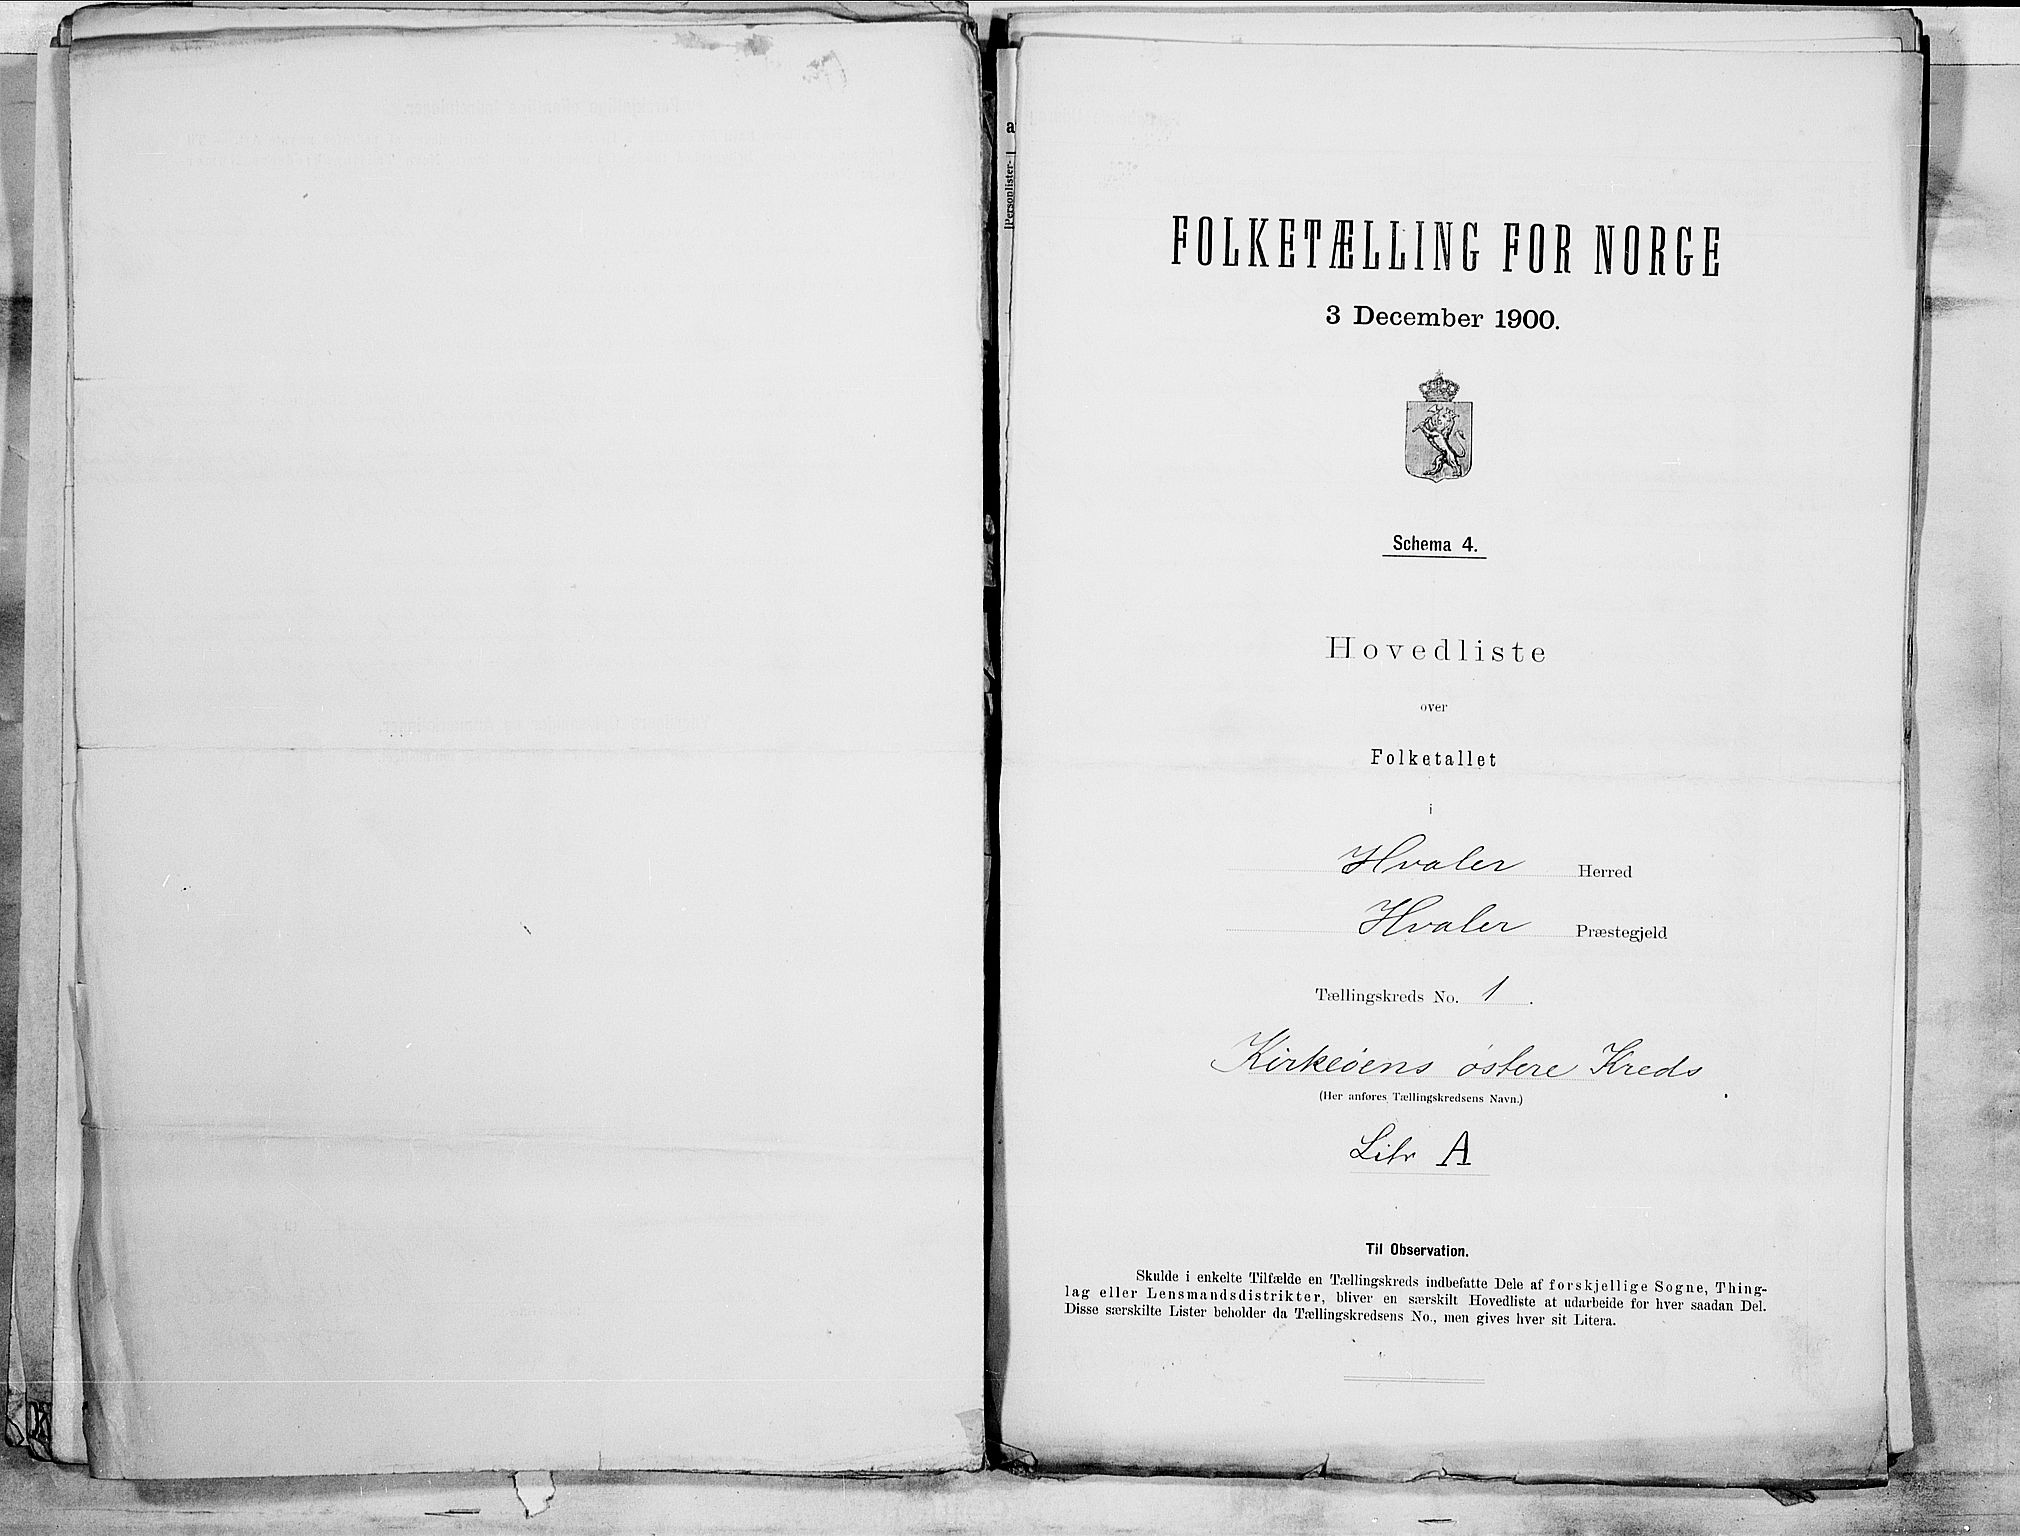 a
Personlister-
FOLKETÆLLING FOR NORGE
3 December 1900.
Schema 4.
Hovedliste
over
Folketallet
i
Hvaler Herred
Hvaler Præstegjeld
Tællingskreds No. 1.
Kirkeøens østere Kreds
(Her anføres Tællingskredsens Navn.)
Litr A
Til Observation.
Skulde i enkelte Tilfælde en Tællingskreds indbefatte Dele af forskjellige Sogne, Thing-
lag eller Lensmandsdistrikter, bliver en særskilt Hovedliste at udarbeide for hver saadan Del.
Disse særskilte Lister beholder da Tællingskredsens No., men gives hver sit Litera.